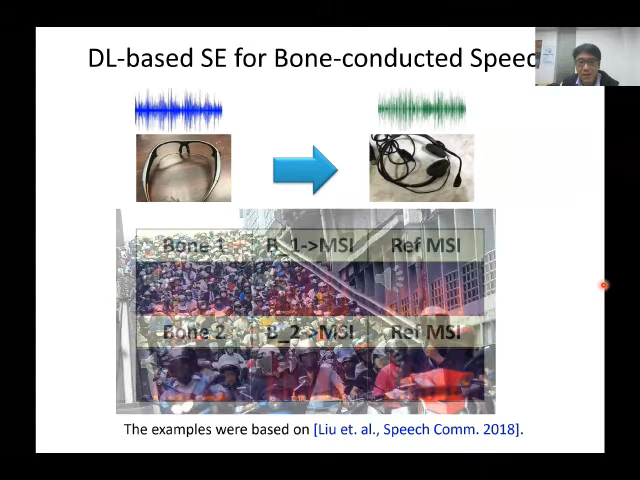 DL-based SE for Bone-conducted Speec
Bone 1 B_1->MSI Ref MSI
Bone 2 B_2->MSI Ref MSI
The examples were based on [Liu et. al., Speech Comm. 2018].